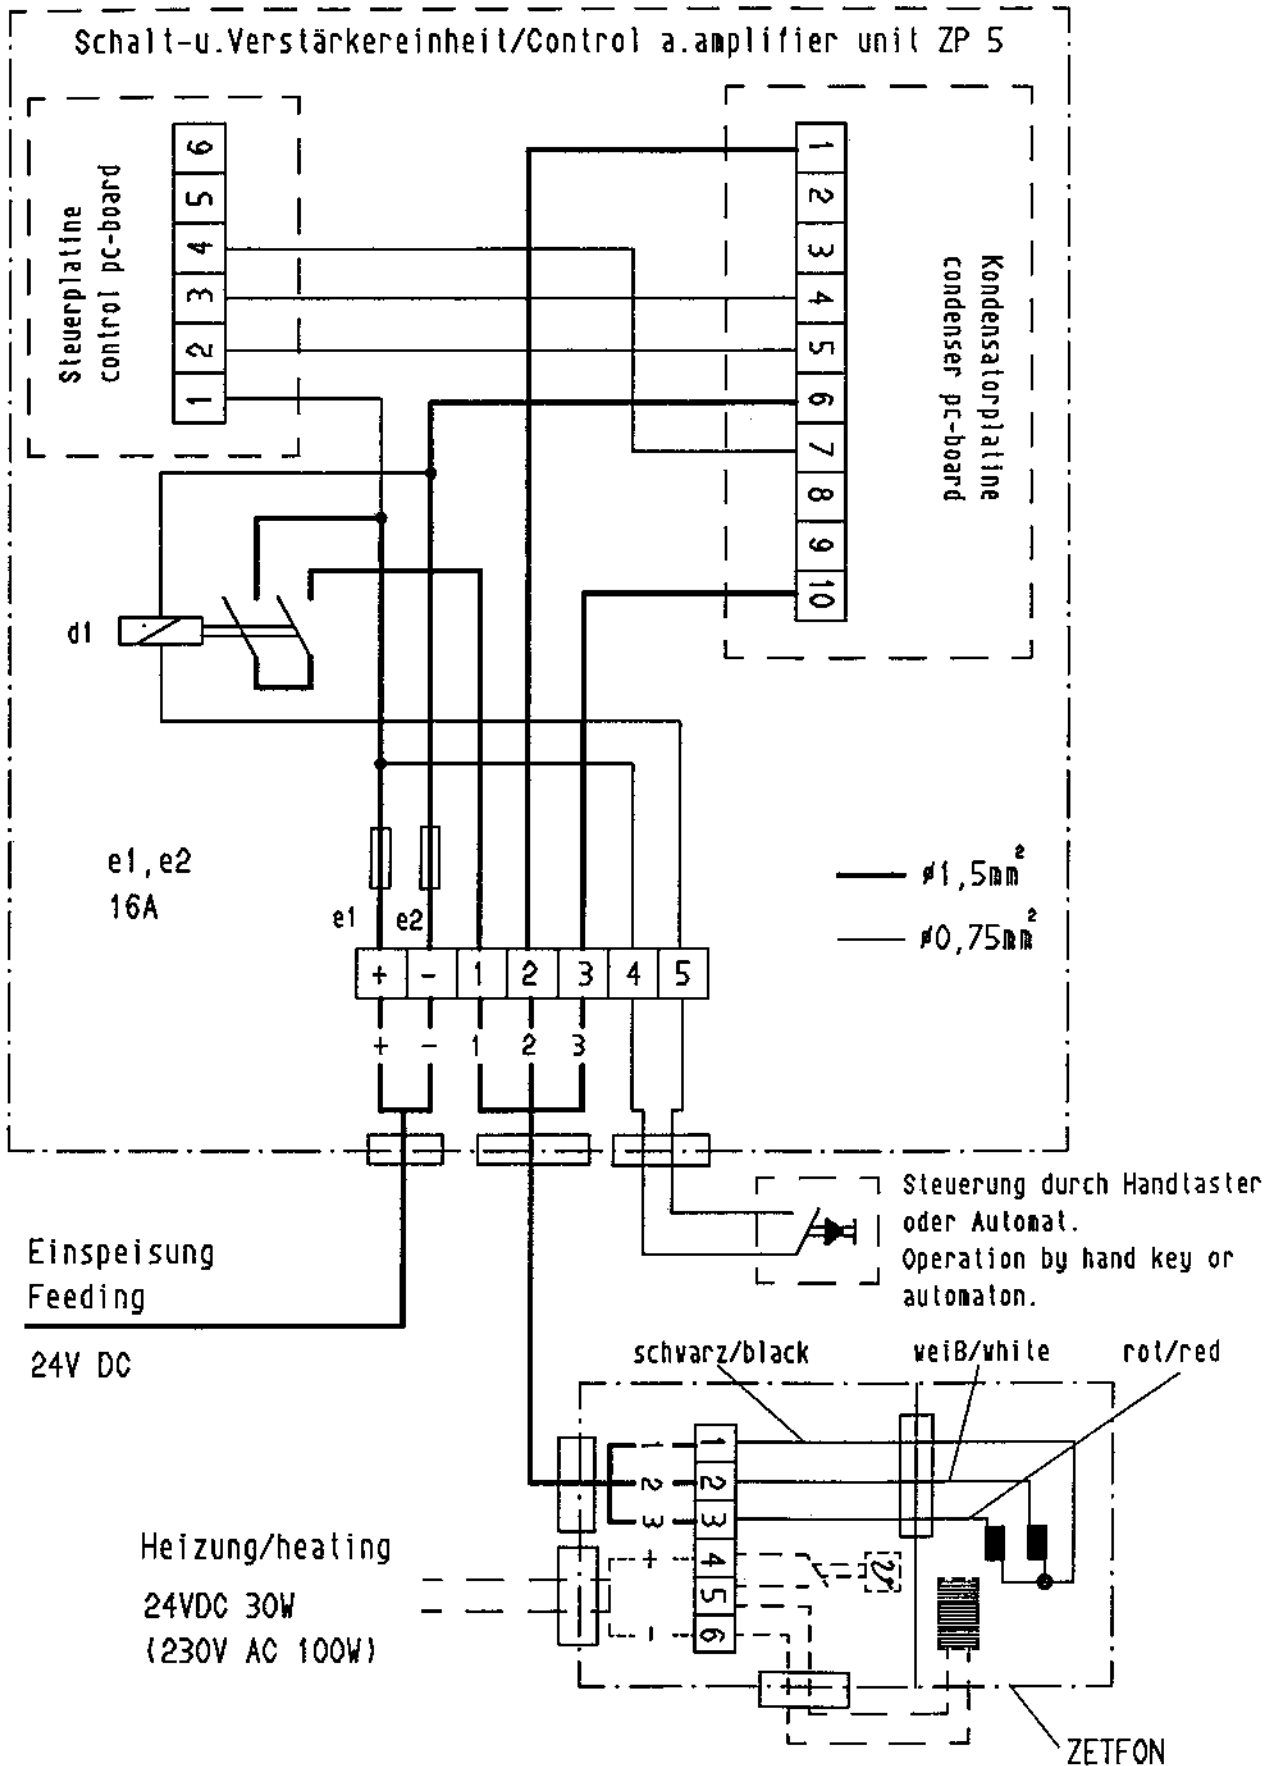 Schalt-u.Verstärkereinheit/Control a.amplifier unit ZP 5
Steuerplatine
control pc-board
6
5
4
3
2
1
1
2
3
4
5
6
7
8
9
10
Kondensatorplatine
condenser pc-board
d1
e1,e2
16A
e1
e2
ø1,5mm²
ø0,75mm²
+ - 1 2 3 4 5
+ - 1 2 3
Einspeisung
Feeding
24V DC
Steuerung durch Handtaster
oder Automat.
Operation by hand key or
automaton.
schwarz/black weiß/white rot/red
1 1
2 2
3 3
+ 4
5
- 6
Heizung/heating
24VDC 30W
(230V AC 100W)
ZETFON